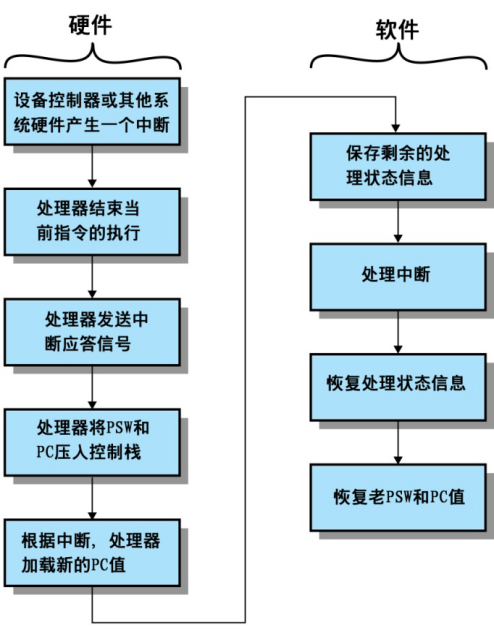 硬件
设备控制器或其他系
统硬件产生一个中断
处理器结束当
前指令的执行
处理器发送中
断应答信号
处理器将PSW和
PC压人控制栈
根据中断，处理器
加载新的PC值
软件
保存剩余的处
理状态信息
处理中断
恢复处理状态信息
恢复老PSW和PC值